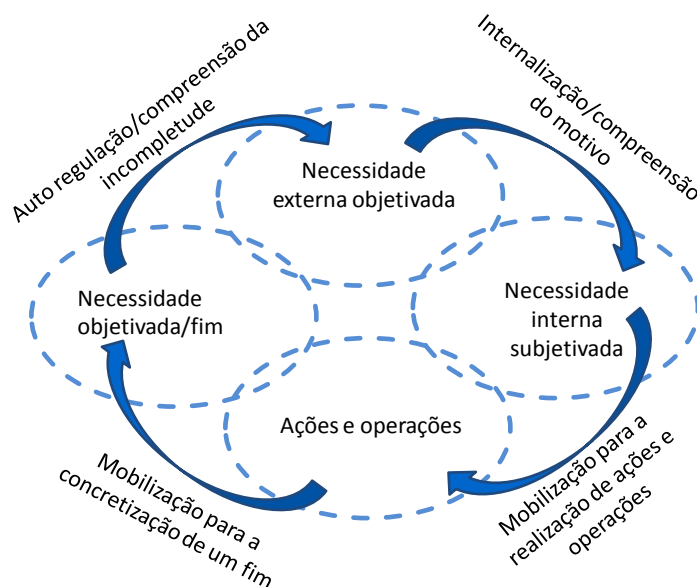 Auto regulação/compreensão da
incompletude
Internalização/compreensão
do motivo
Necessidade
externa objetivada
Necessidade
objetivada/fim
Necessidade
interna
subjetivada
Ações e operações
Mobilização para a
concretização de um fim
Mobilização para a
realização de ações e
operações